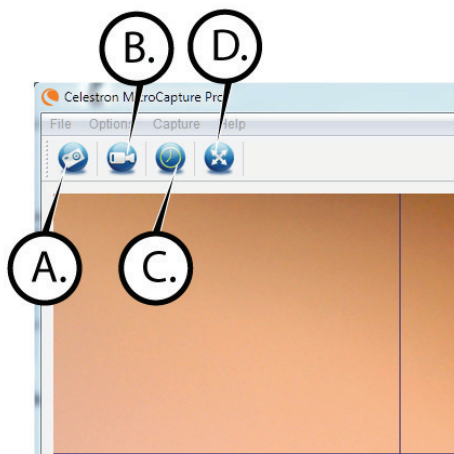 B. D.
Celestron MicroCapture Pro
File Options Capture Help
A. C.